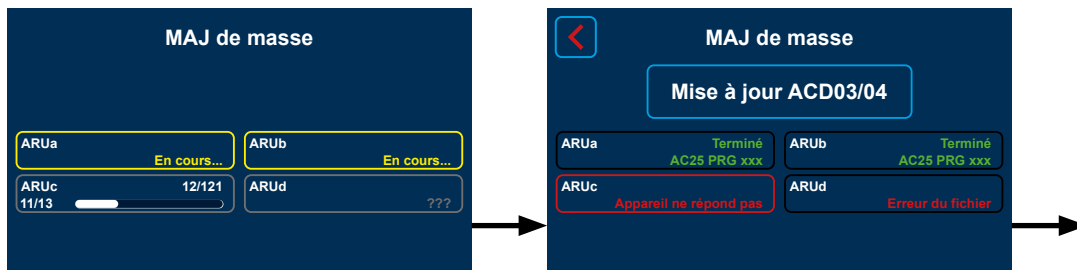 MAJ de masse
ARUa
En cours...
ARUb
En cours...
ARUc 12/121
11/13
ARUd
???
MAJ de masse
Mise à jour ACD03/04
ARUa Terminé
AC25 PRG xxx
ARUb Terminé
AC25 PRG xxx
ARUc
Appareil ne répond pas
ARUd
Erreur du fichier